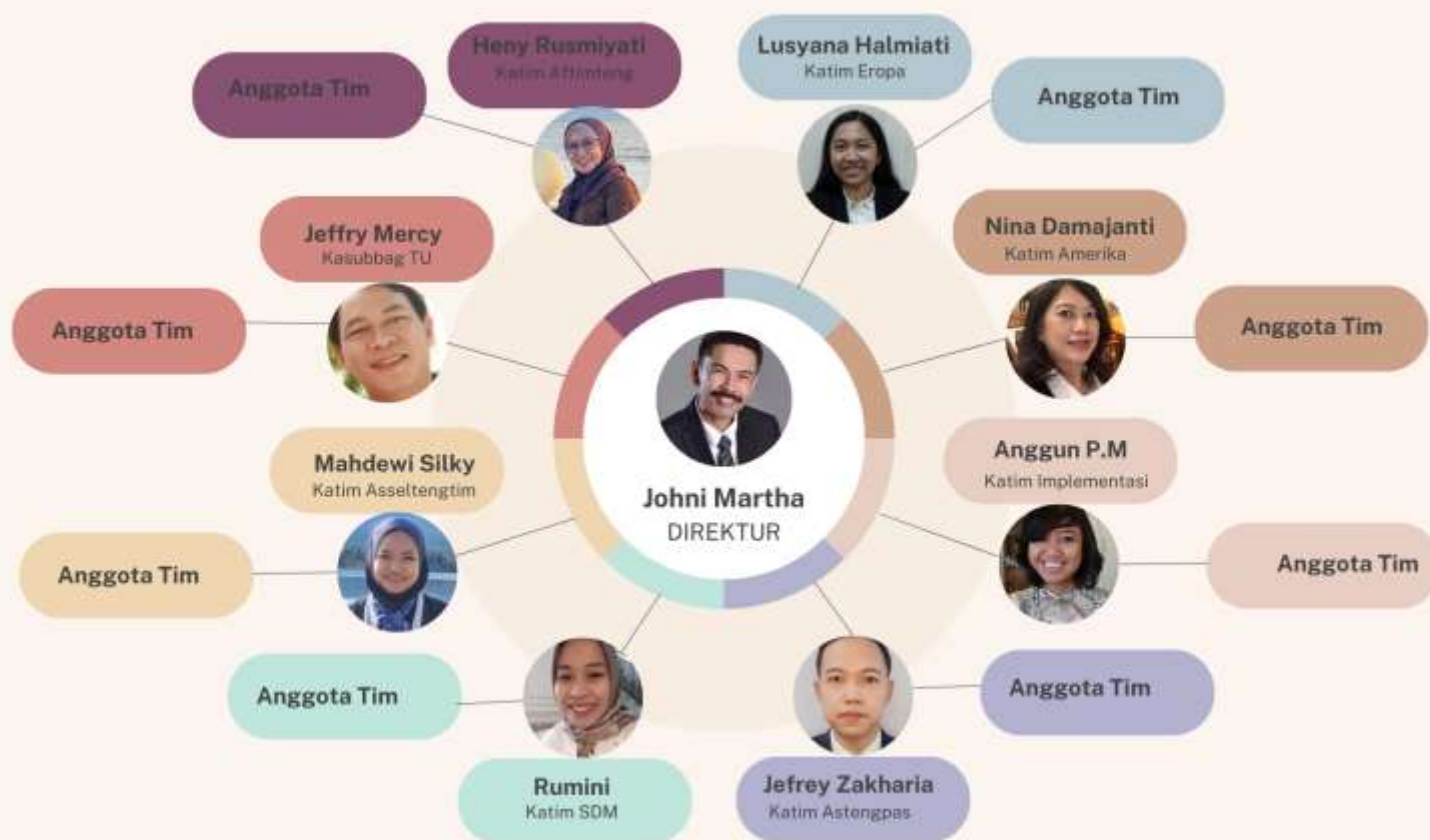 Heny Rusmiyati
Katim Aftimteng
Anggota Tim
Lusyana Halmiati
Katim Eropa
Anggota Tim
Jeffry Mercy
Kasubbag TU
Anggota Tim
Nina Damajanti
Katim Amerika
Anggota Tim
Johni Martha
DIREKTUR
Mahdewi Silky
Katim Asseltengtim
Anggota Tim
Anggun P.M
Katim Implementasi
Anggota Tim
Anggota Tim
Rumini
Katim SDM
Anggota Tim
Jefrey Zakharia
Katim Astengpas